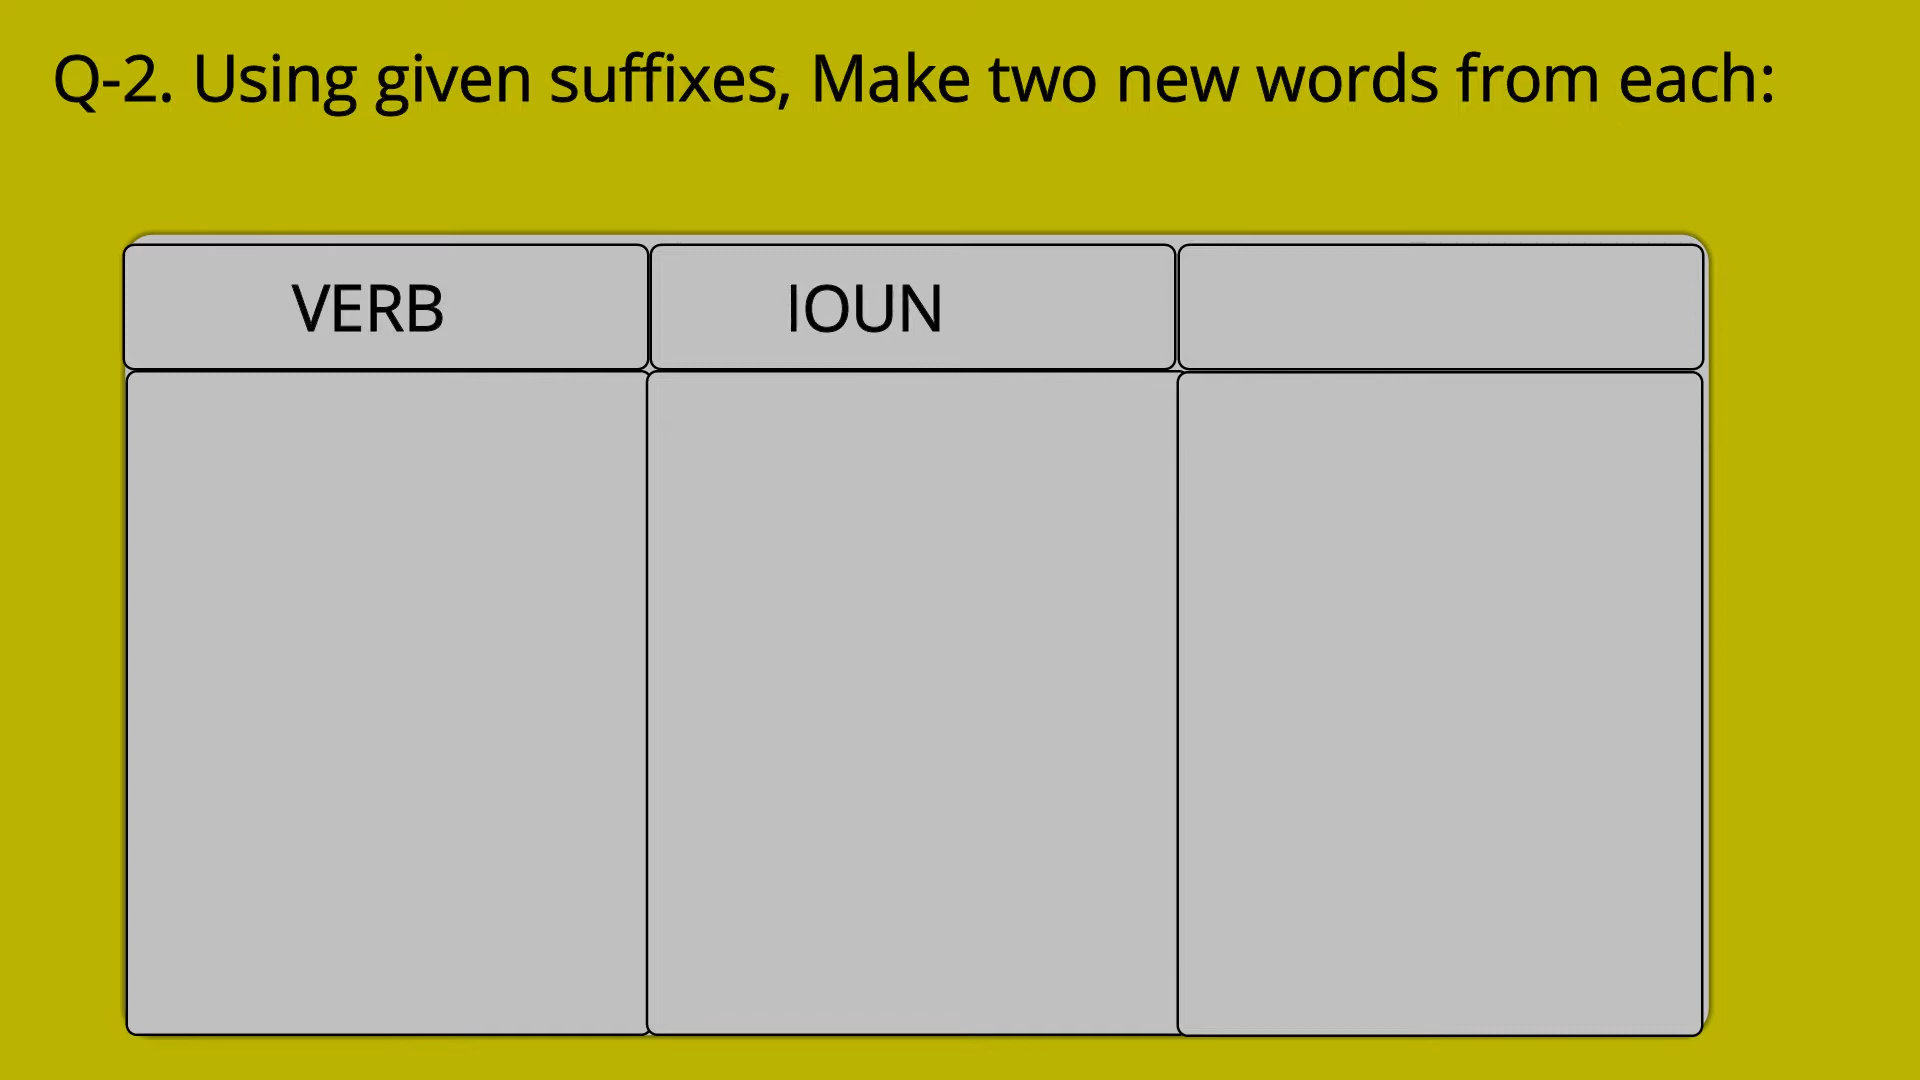 Q-2. Using given suffixes, Make two new words from each:
VERB
IOUN